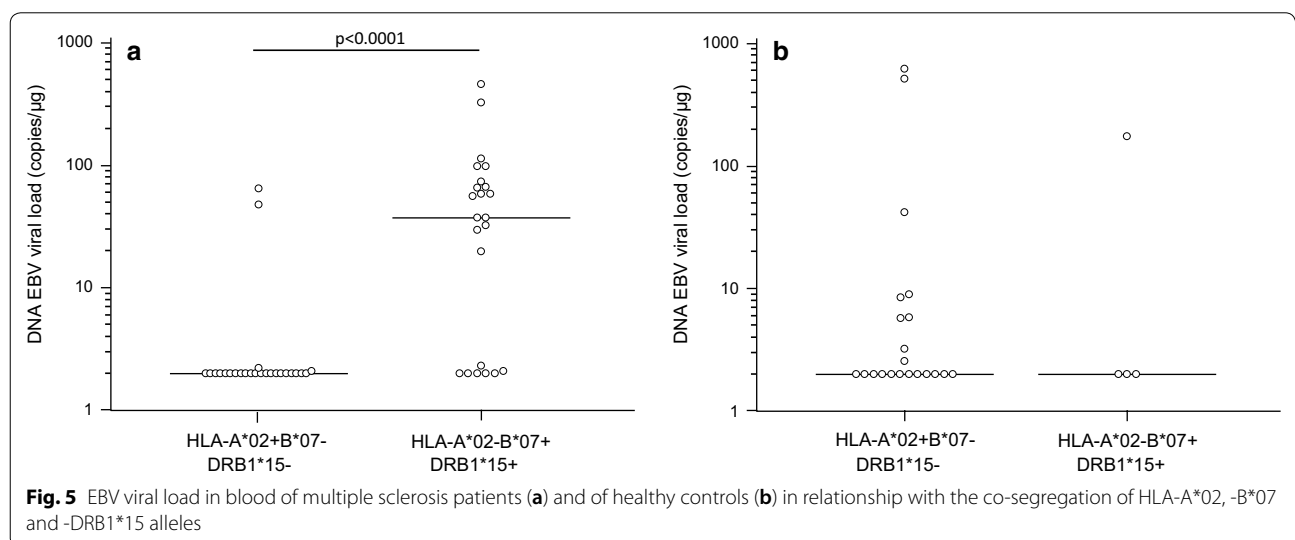 a
p<0.0001
DNA EBV viral load (copies/µg)
1000
100
10
1
HLA-A*02+B*07-
DRB1*15-
HLA-A*02-B*07+
DRB1*15+
b
DNA EBV viral load (copies/µg)
1000
100
10
1
HLA-A*02+B*07-
DRB1*15-
HLA-A*02-B*07+
DRB1*15+
Fig. 5 EBV viral load in blood of multiple sclerosis patients (a) and of healthy controls (b) in relationship with the co-segregation of HLA-A*02, -B*07
and -DRB1*15 alleles